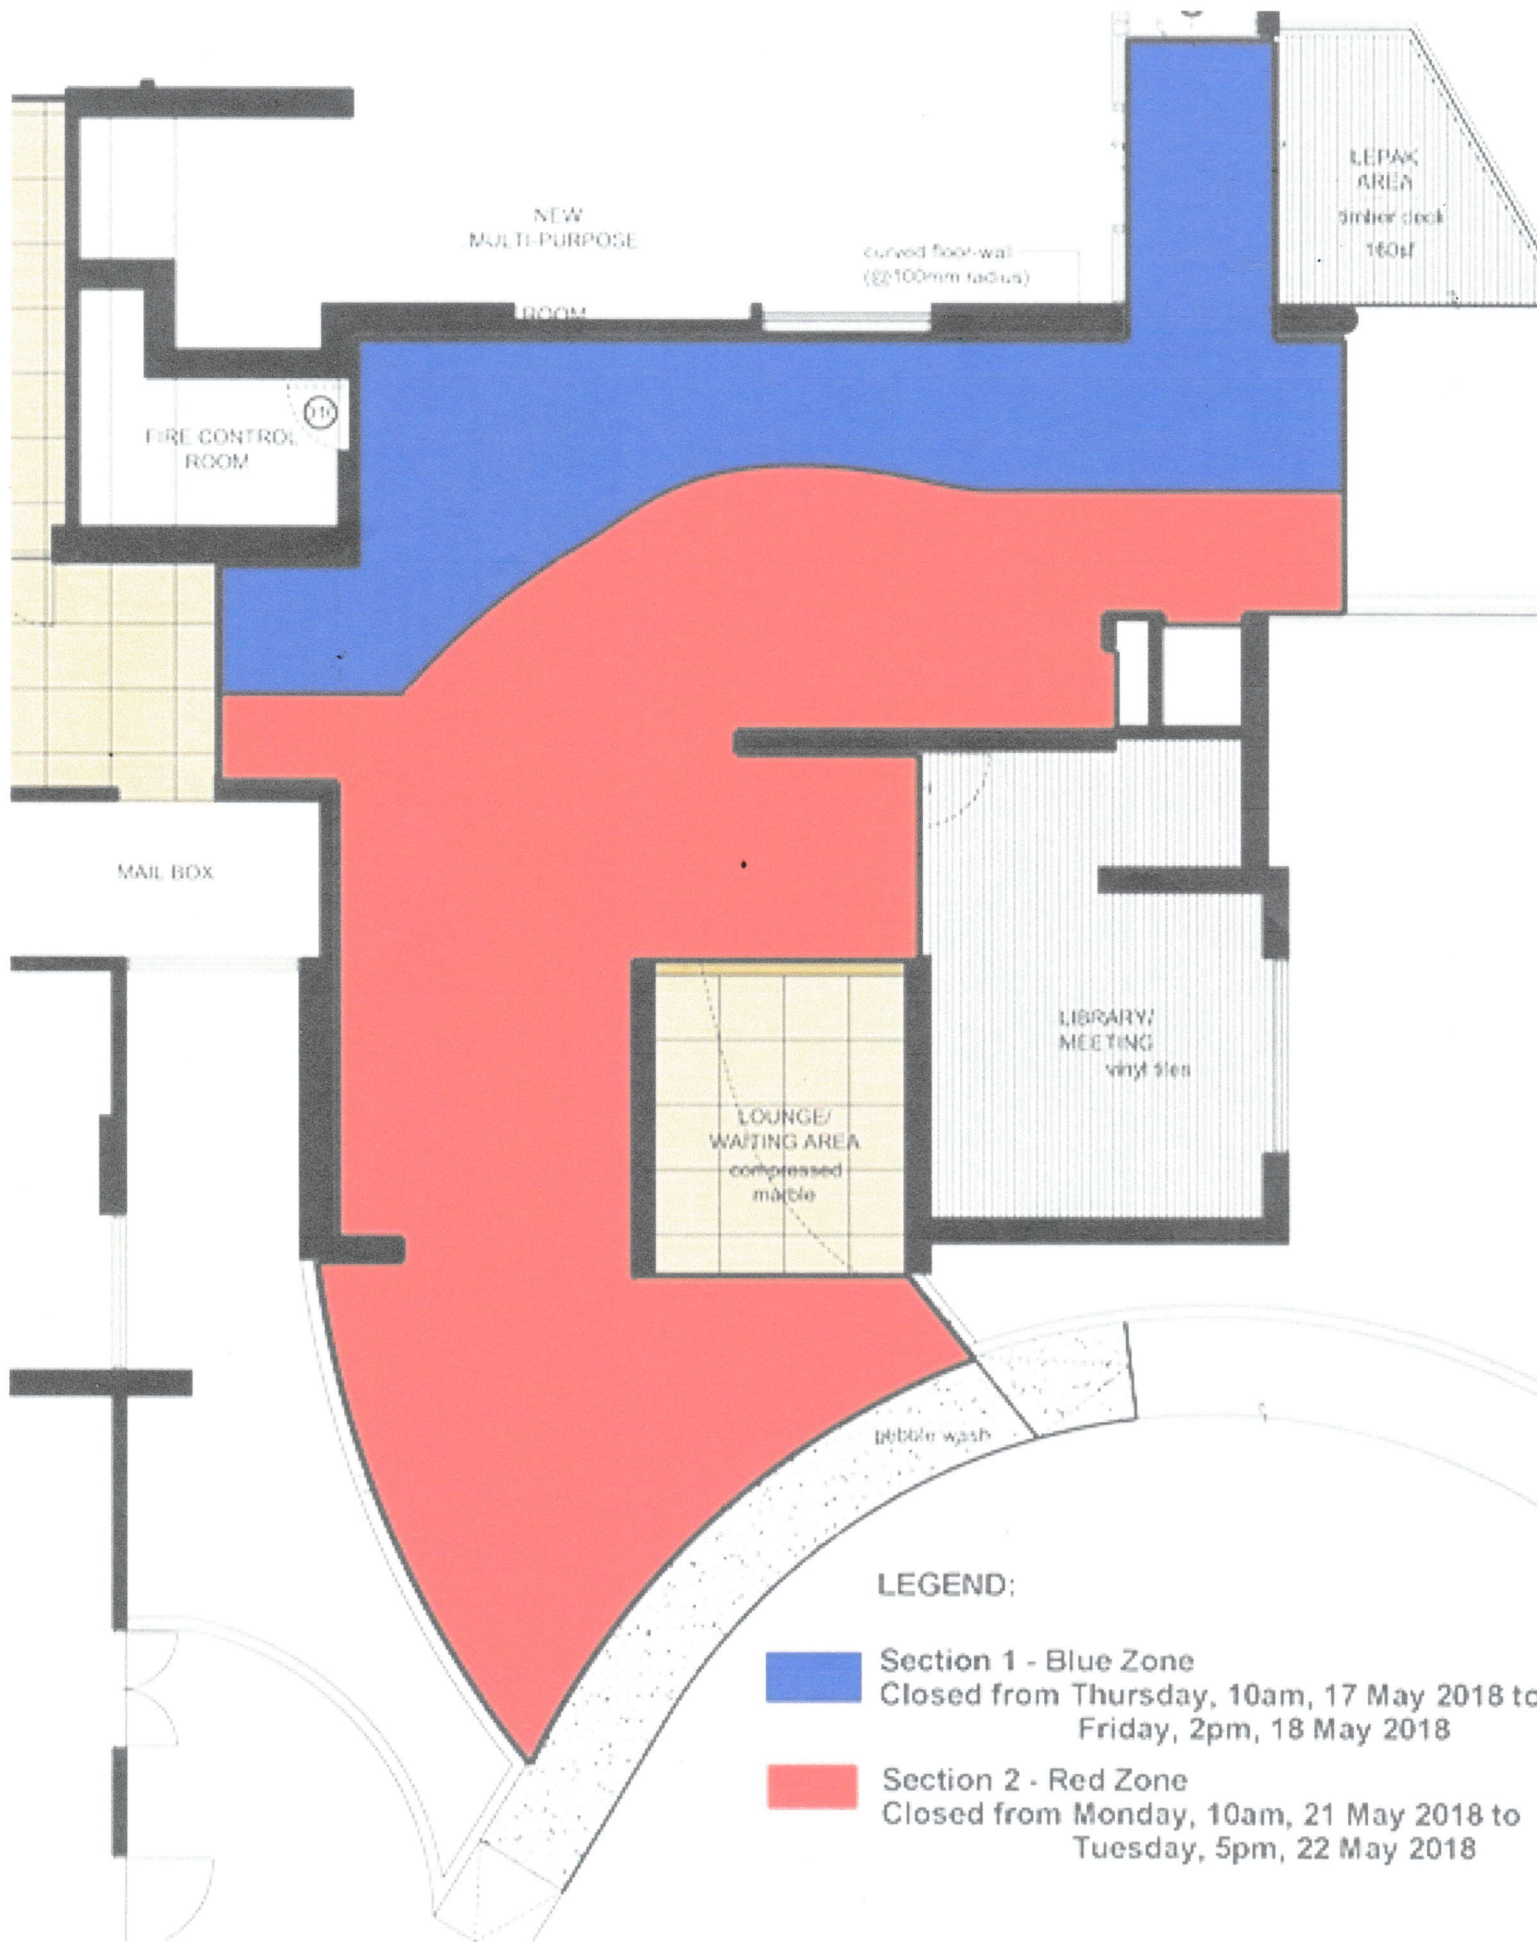 NEW
MULTI-PURPOSE
ROOM
curved floor-wall
(@100mm radius)
LEPAK
AREA
timber deck
160sf
FIRE CONTROL
ROOM
MAIL BOX
LIBRARY/
MEETING
vinyl tiles
LOUNGE/
WAITING AREA
compressed
marble
pebble wash
LEGEND:
Section 1 - Blue Zone
Closed from Thursday, 10am, 17 May 2018 to
Friday, 2pm, 18 May 2018
Section 2 - Red Zone
Closed from Monday, 10am, 21 May 2018 to
Tuesday, 5pm, 22 May 2018